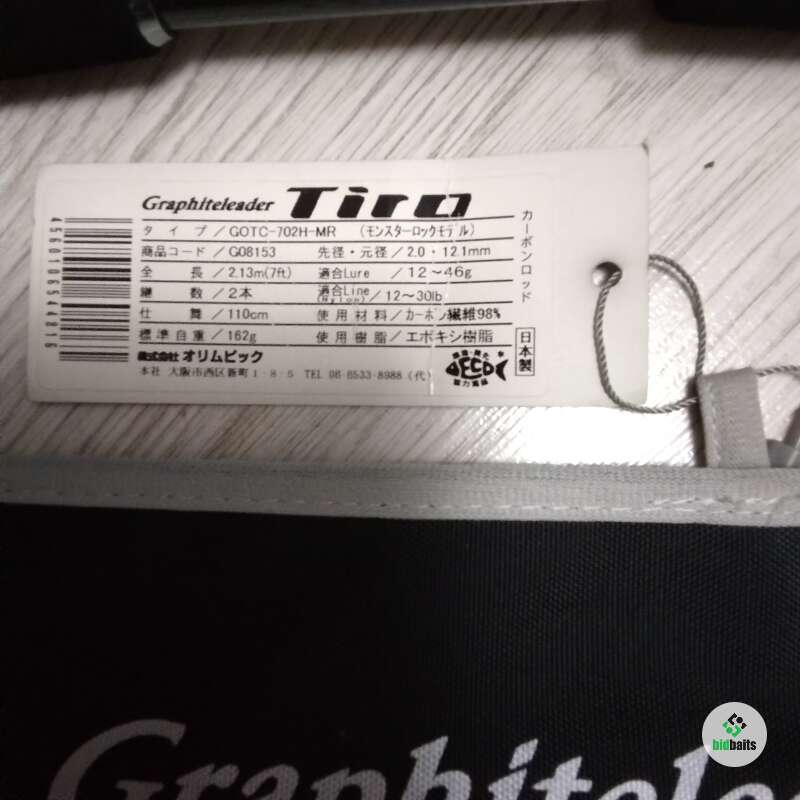 Graphiteleader Tiro
タイプ／GOTC-702H-MR （モンスターロックモデル）
商品コード／G08153 先径・元径／2.0・12.1mm
全長／2.13m(7ft) 適合Lure ／12〜46g
継数／2本 適合Line (Nylon)／12〜30lb
仕舞／110cm 使用材料／カーボン繊維98%
標準自重／162g 使用樹脂／エポキシ樹脂
株式会社 オリムピック
本社 大阪市西区新町1-8-5 TEL 06-6533-8988（代）
カーボンロッド
日本製
ECO
協力商品
Graphitelea
bidbaits